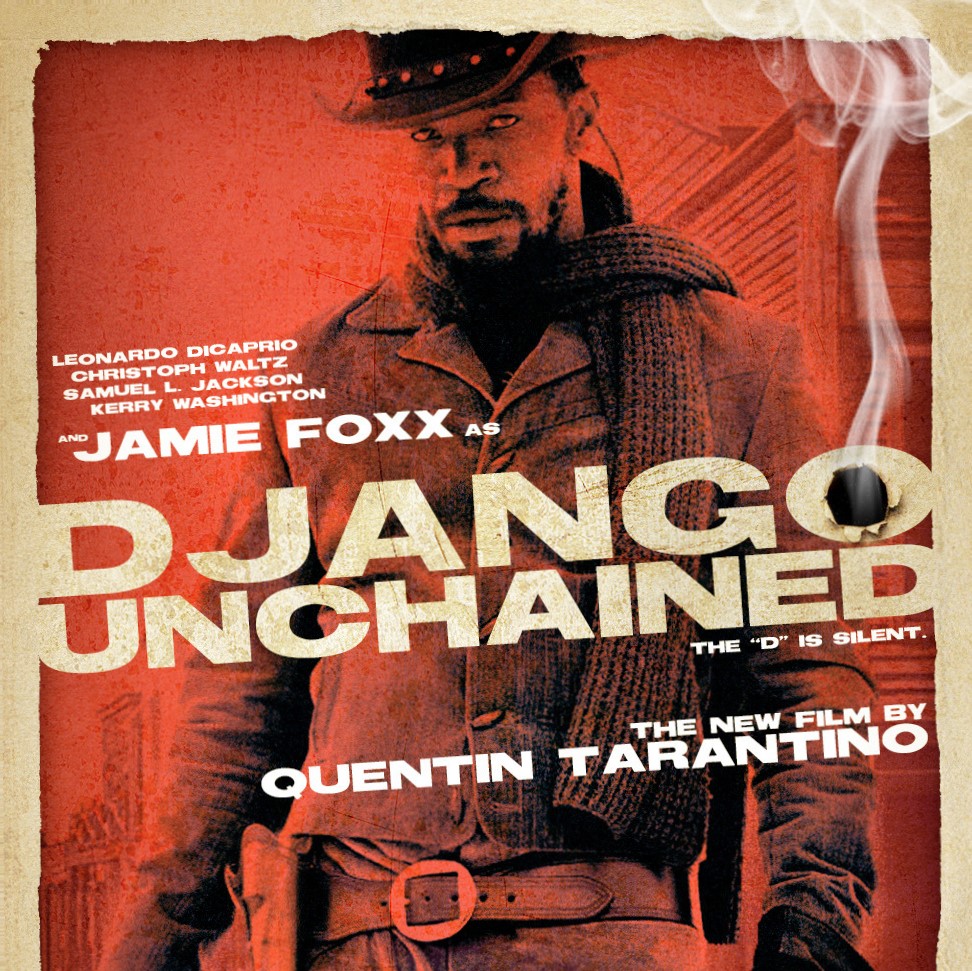 LEONARDO DICAPRIO
CHRISTOPH WALTZ
SAMUEL L. JACKSON
KERRY WASHINGTON
AND JAMIE FOXX AS
DJANGO
UNCHAINED
THE “D” IS SILENT.
THE NEW FILM BY
QUENTIN TARANTINO